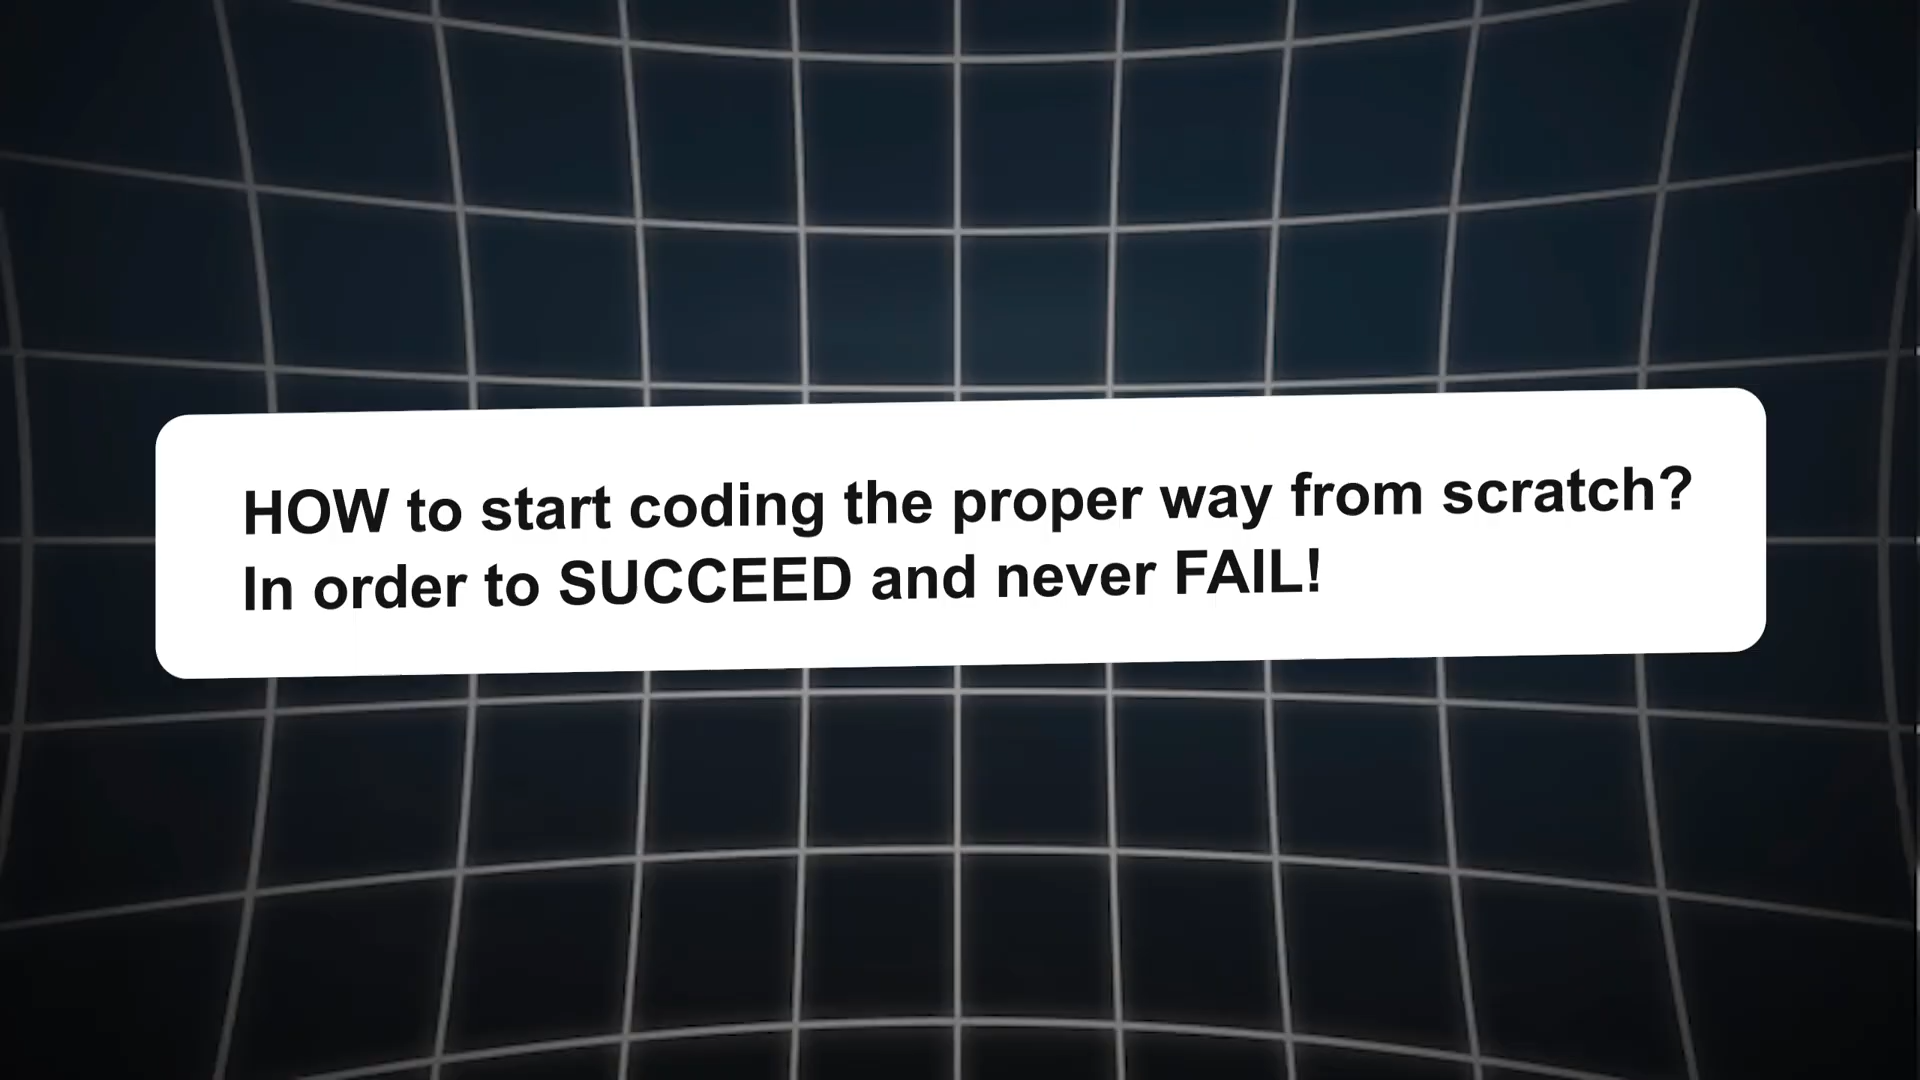 HOW to start coding the proper way from scratch?
In order to SUCCEED and never FAIL!